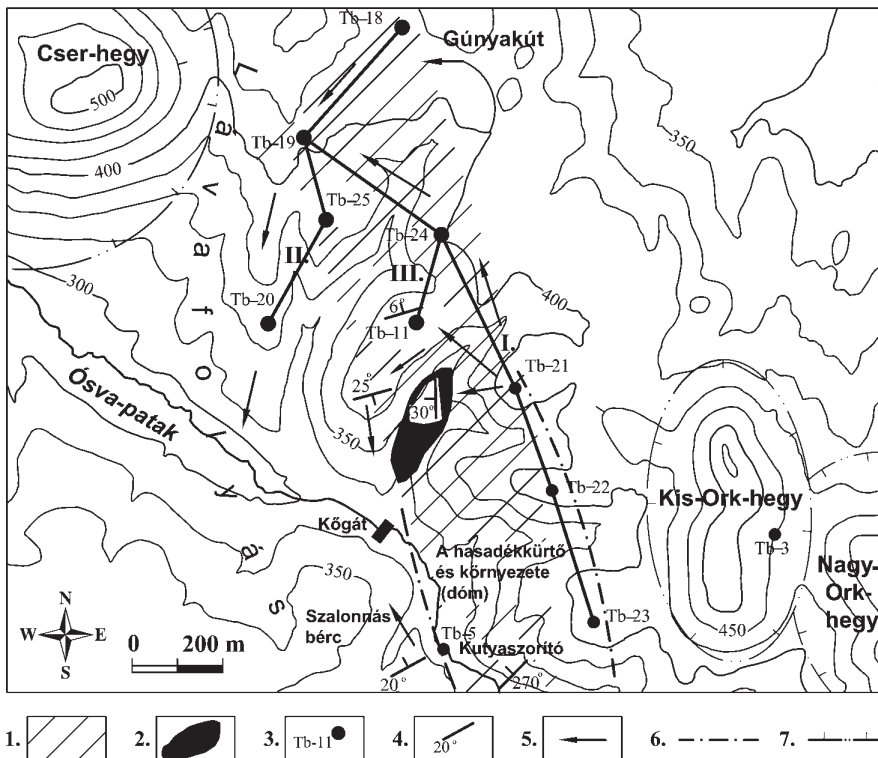 Tb-18
Gúnyakút
Cser-hegy
500
350
Tb-19
400
Tb-25
Tb-24
II.
III.
300
Tb-20
6°
Tb-11
400
I.
Tb-21
25°
30°
350
Ósva-patak
Lávafolyás
Tb-22
Kis-Ork-hegy
Kőgát
Tb-3
A hasadékkürtő
és környezete
(dóm)
Nagy-
Ork-
hegy
350
Szalonnás
bérc
Tb-23
N
W E
S
0 200 m
Tb-5
Kutyaszorító
450
20°
270°
1. 2. 3. Tb-11 4. 20° 5. 6. 7.